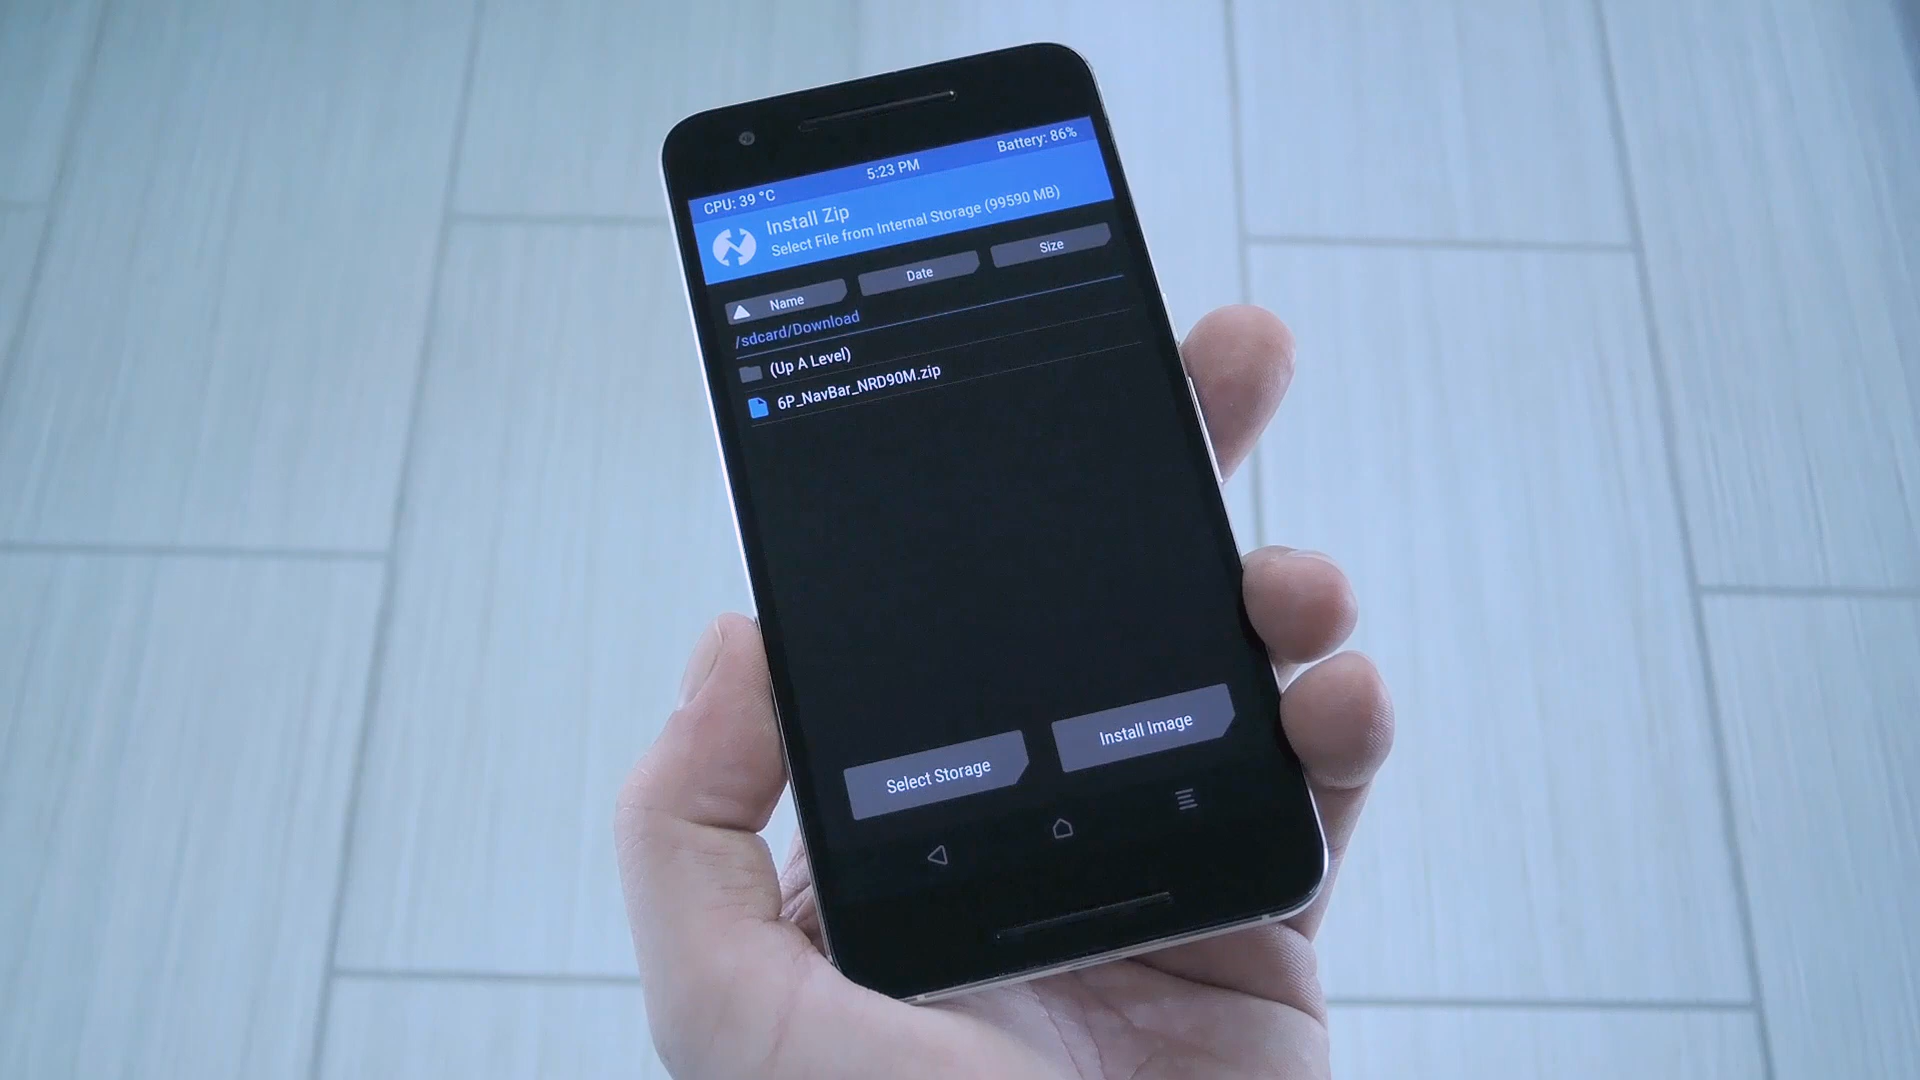 CPU: 39 °C 5:23 PM Battery: 86%
Install Zip
Select File from Internal Storage (99590 MB)
Name Date Size
/sdcard/Download
(Up A Level)
6P_NavBar_NRD90M.zip
Select Storage Install Image